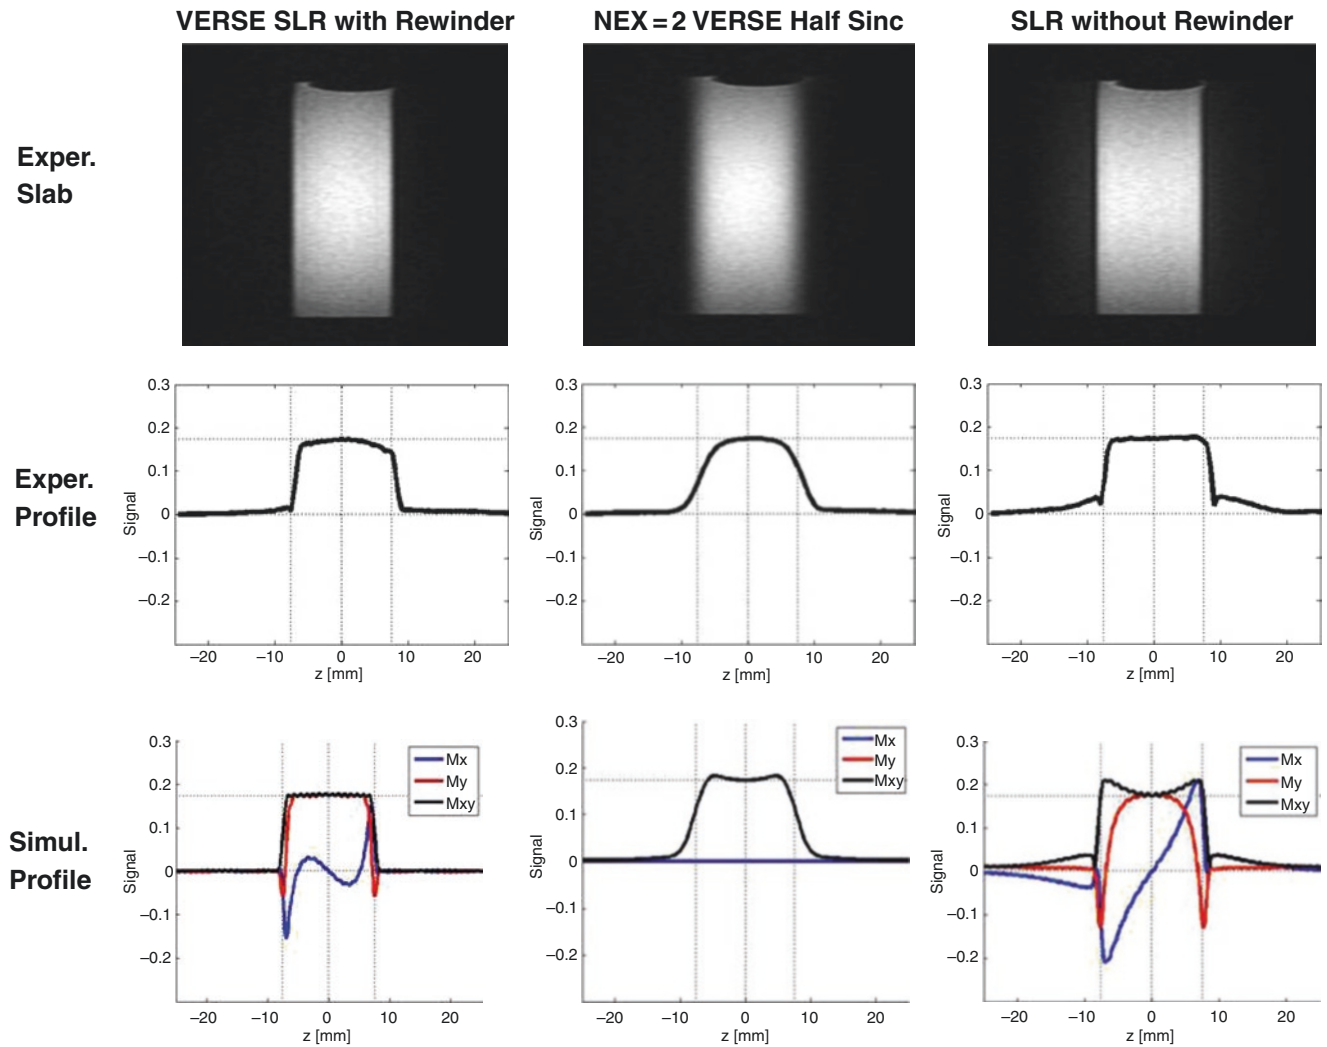 VERSE SLR with Rewinder
NEX = 2 VERSE Half Sinc
SLR without Rewinder
Exper.
Slab
Exper.
Profile
0.3
0.2
0.1
0
–0.1
–0.2
Signal
–20
–10
0
10
20
z [mm]
0.3
0.2
0.1
0
–0.1
–0.2
Signal
–20
–10
0
10
20
z [mm]
0.3
0.2
0.1
0
–0.1
–0.2
Signal
–20
–10
0
10
20
z [mm]
Simul.
Profile
0.3
0.2
0.1
0
–0.1
–0.2
Signal
Mx
My
Mxy
–20
–10
0
10
20
z [mm]
0.3
0.2
0.1
0
–0.1
–0.2
Signal
Mx
My
Mxy
–20
–10
0
10
20
z [mm]
0.3
0.2
0.1
0
–0.1
–0.2
Signal
Mx
My
Mxy
–20
–10
0
10
20
z [mm]